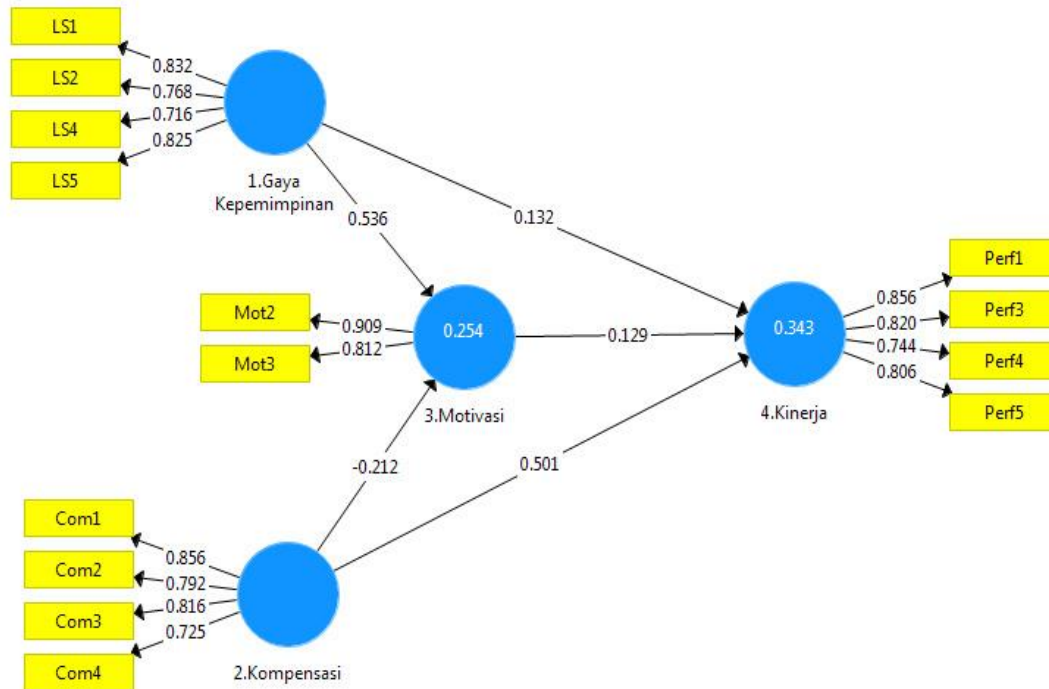 LS1
LS2
LS4
LS5
0.832
0.768
0.716
0.825
1.Gaya
Kepemimpinan
0.536
0.132
Mot2
Mot3
0.909
0.812
0.254
3.Motivasi
0.129
0.343
4.Kinerja
0.856
0.820
0.744
0.806
Perf1
Perf3
Perf4
Perf5
-0.212
0.501
Com1
Com2
Com3
Com4
0.856
0.792
0.816
0.725
2.Kompensasi